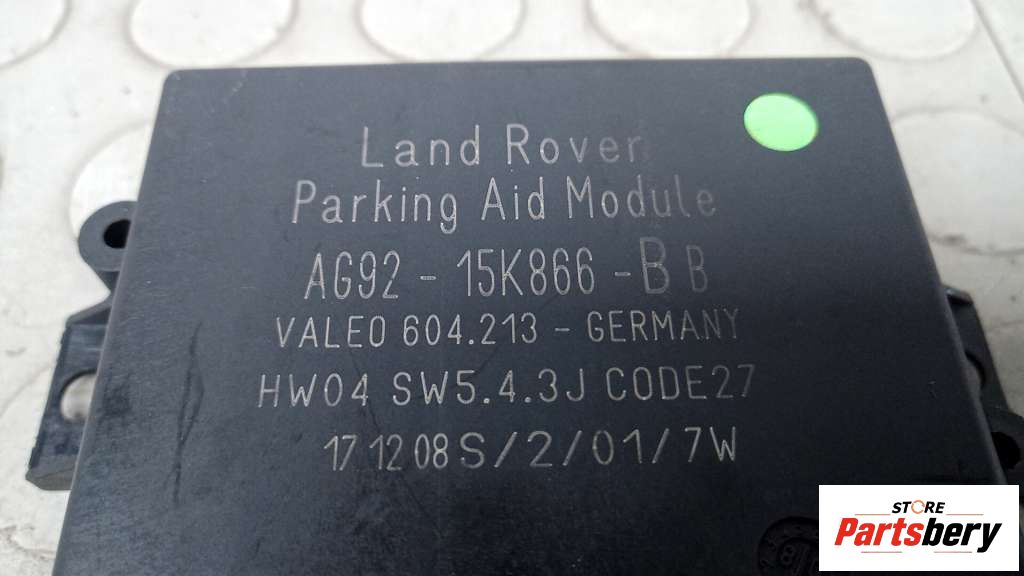 Land Rover
Parking Aid Module
AG92 - 15K866 - B B
VALEO 604.213 - GERMANY
HW04 SW5.4.3J CODE27
17 12 08 S/2/01/7W
STORE
Partsbery